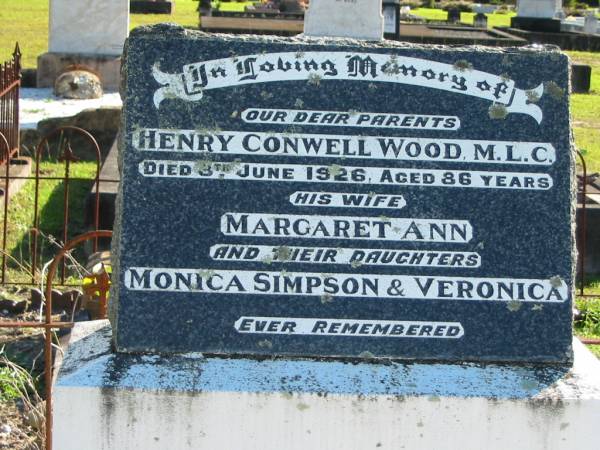 In Loving Memory of
OUR DEAR PARENTS
HENRY CONWELL WOOD, M.L.C.
DIED 8TH JUNE 1926, AGED 86 YEARS
HIS WIFE
MARGARET ANN
AND THEIR DAUGHTERS
MONICA SIMPSON & VERONICA
EVER REMEMBERED